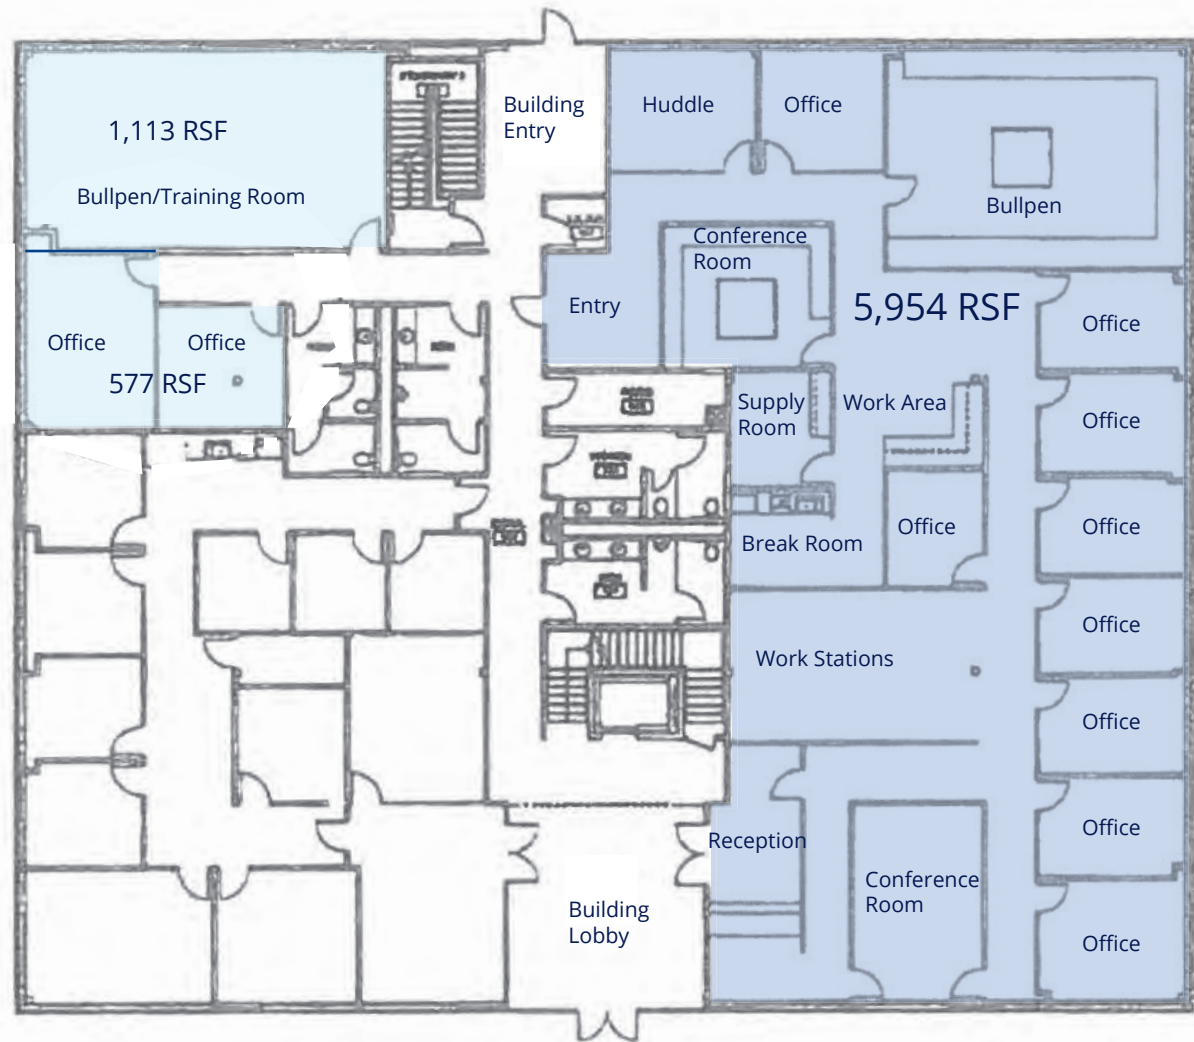 Building
Entry
Huddle
Office
1,113 RSF
Bullpen/Training Room
Bullpen
Conference
Room
Entry
5,954 RSF
Office
Office
Office
577 RSF
Supply
Room
Work Area
Office
Office
Office
Break Room
Office
Work Stations
Office
Office
Reception
Conference
Room
Building
Lobby
Office